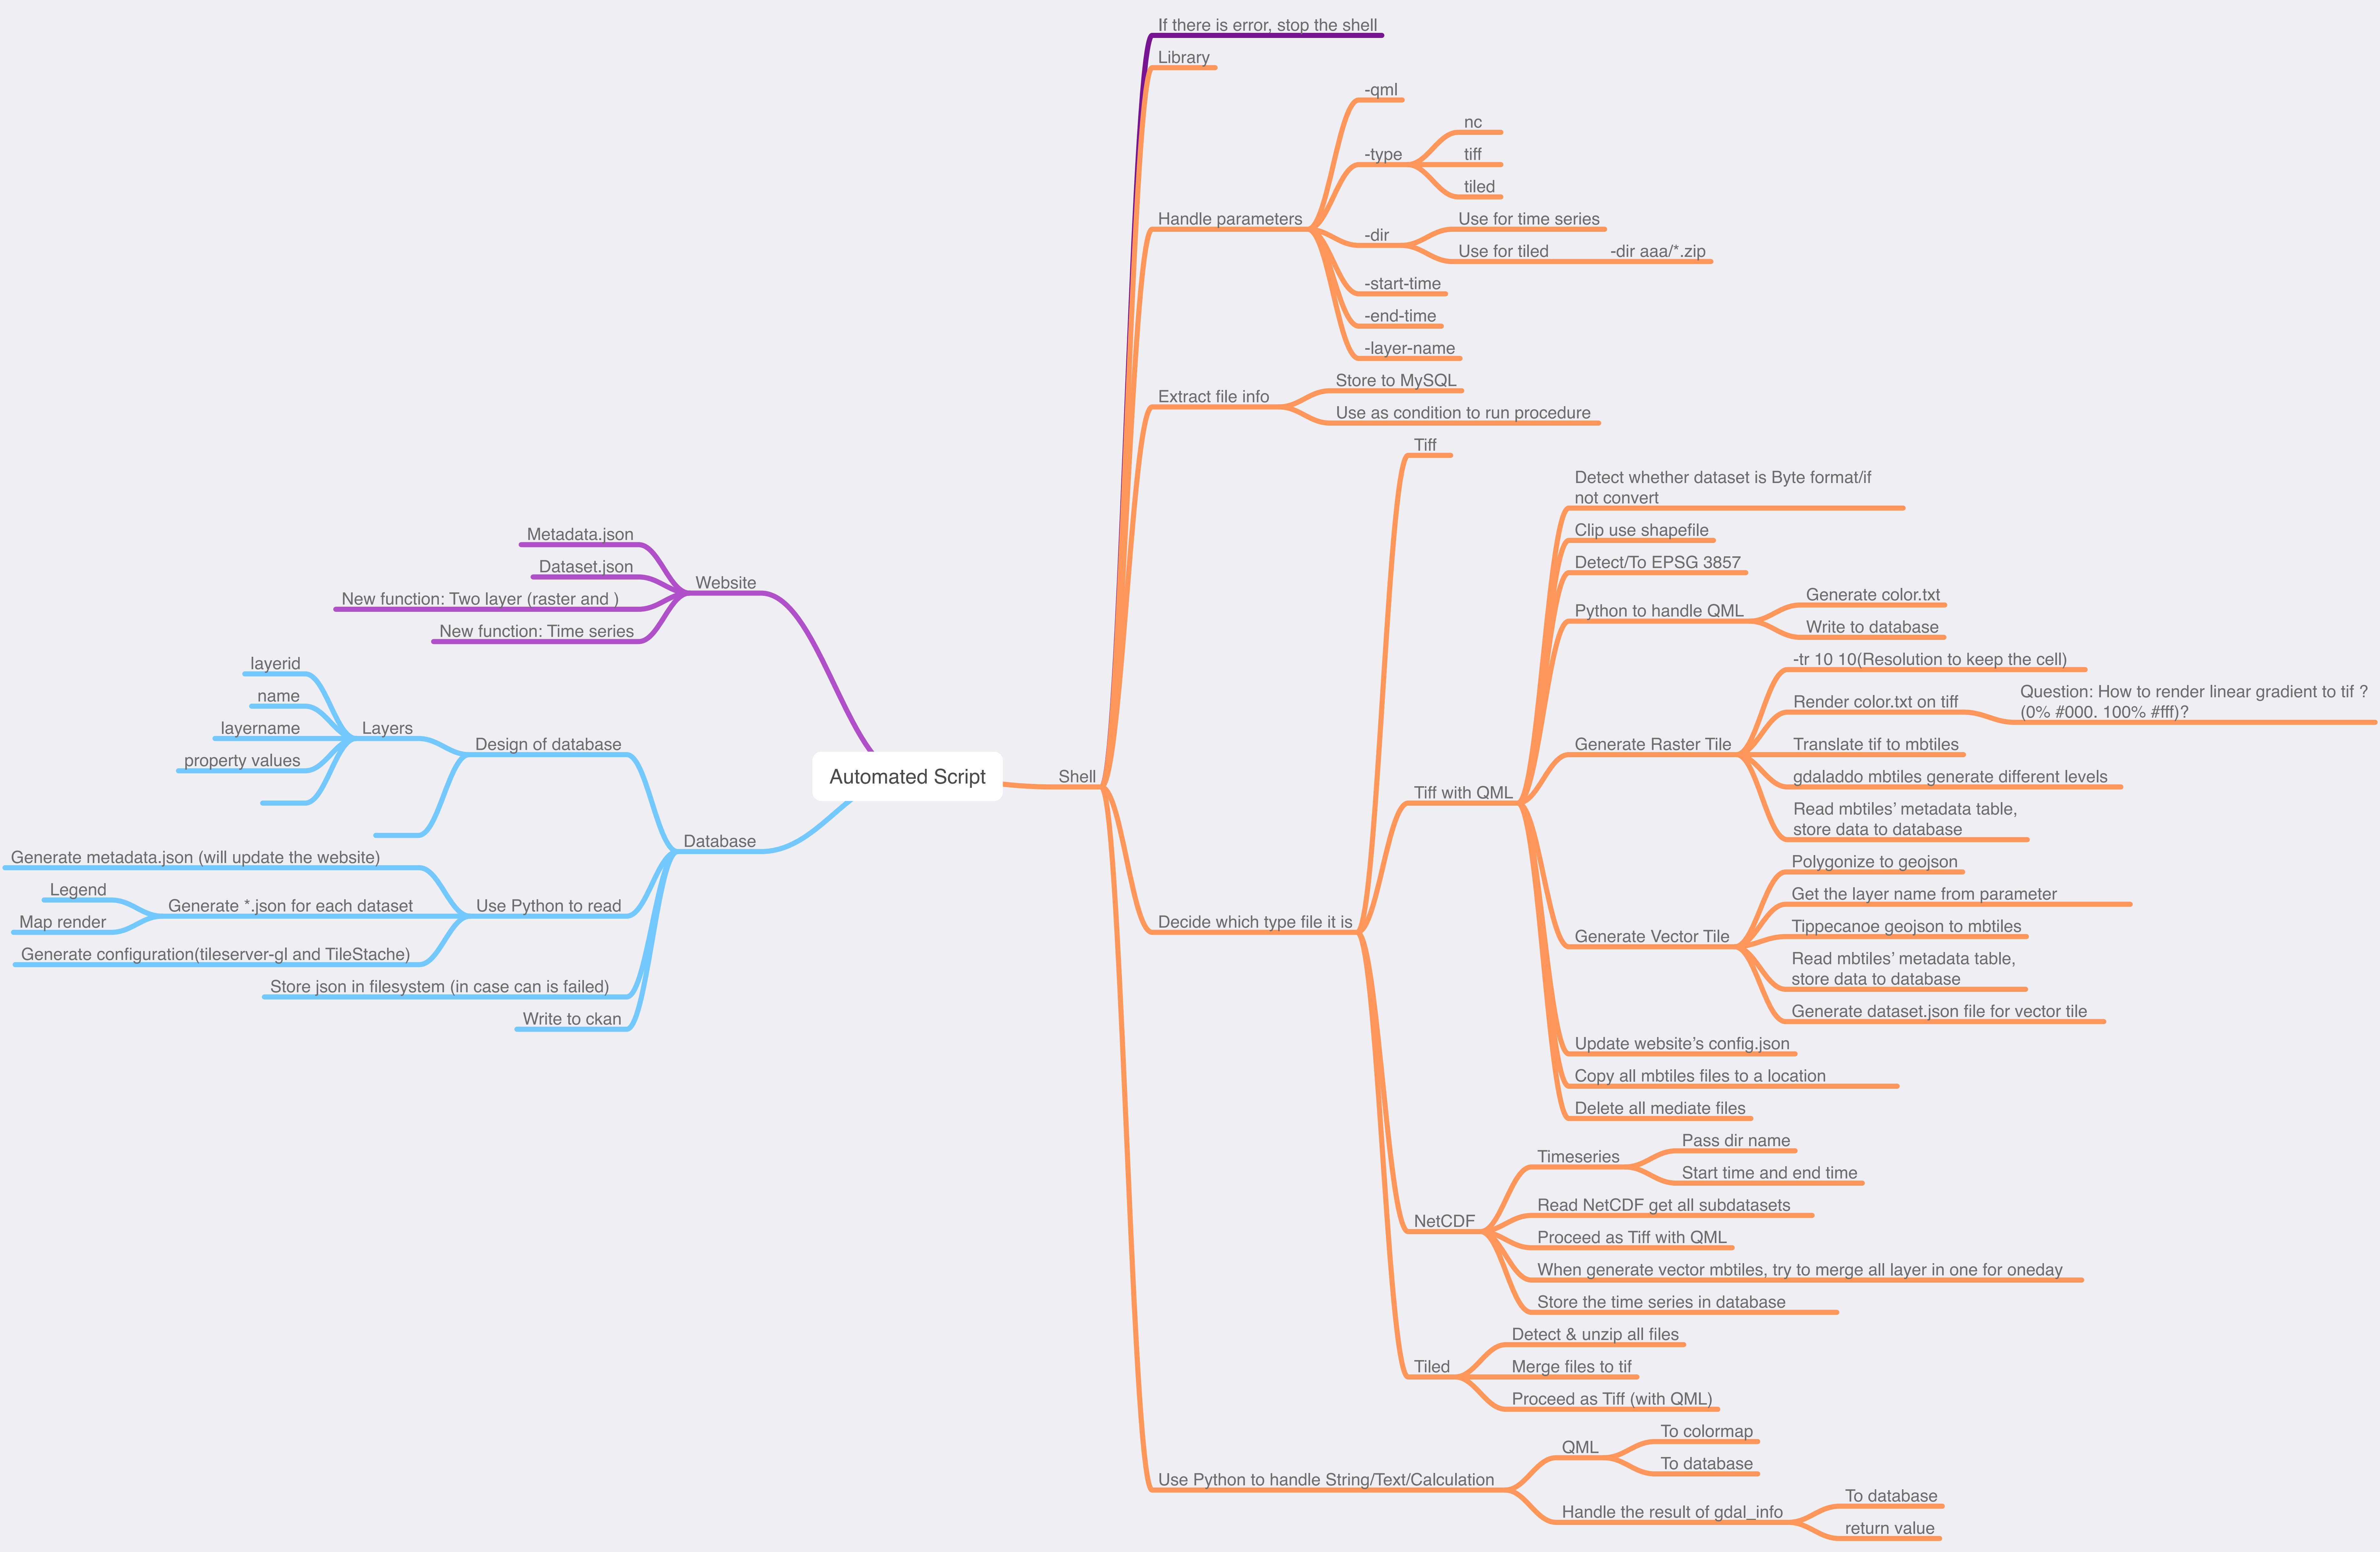 Automated Script
Website
Metadata.json
Dataset.json
New function: Two layer (raster and )
New function: Time series
Database
Design of database
Layers
layerid
name
layername
property values
Use Python to read
Generate metadata.json (will update the website)
Generate *.json for each dataset
Legend
Map render
Generate configuration(tileserver-gl and TileStache)
Store json in filesystem (in case can is failed)
Write to ckan
Shell
If there is error, stop the shell
Library
Handle parameters
-qml
-type
nc
tiff
tiled
-dir
Use for time series
Use for tiled
-dir aaa/*.zip
-start-time
-end-time
-layer-name
Extract file info
Store to MySQL
Use as condition to run procedure
Decide which type file it is
Tiff
Tiff with QML
Detect whether dataset is Byte format/if
not convert
Clip use shapefile
Detect/To EPSG 3857
Python to handle QML
Generate color.txt
Write to database
Generate Raster Tile
-tr 10 10(Resolution to keep the cell)
Render color.txt on tiff
Question: How to render linear gradient to tif ?
(0% #000. 100% #fff)?
Translate tif to mbtiles
gdaladdo mbtiles generate different levels
Read mbtiles’ metadata table,
store data to database
Generate Vector Tile
Polygonize to geojson
Get the layer name from parameter
Tippecanoe geojson to mbtiles
Read mbtiles’ metadata table,
store data to database
Generate dataset.json file for vector tile
Update website’s config.json
Copy all mbtiles files to a location
Delete all mediate files
NetCDF
Timeseries
Pass dir name
Start time and end time
Read NetCDF get all subdatasets
Proceed as Tiff with QML
When generate vector mbtiles, try to merge all layer in one for oneday
Store the time series in database
Tiled
Detect & unzip all files
Merge files to tif
Proceed as Tiff (with QML)
Use Python to handle String/Text/Calculation
QML
To colormap
To database
Handle the result of gdal_info
To database
return value